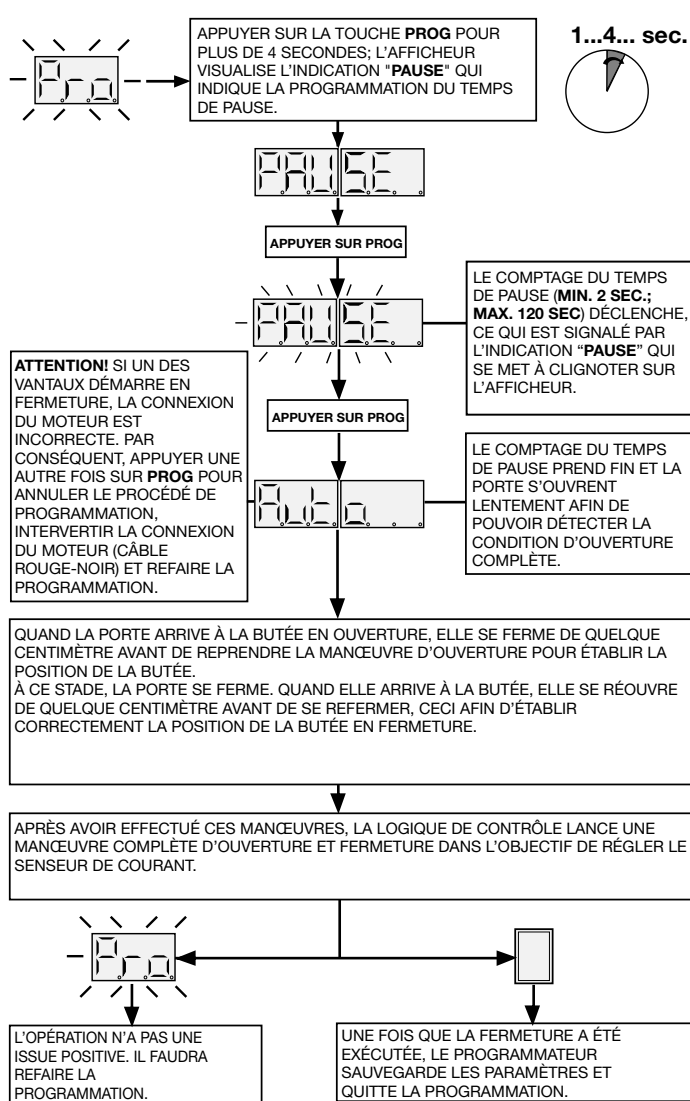 Pro
APPUYER SUR LA TOUCHE PROG POUR
PLUS DE 4 SECONDES; L'AFFICHEUR
VISUALISE L'INDICATION "PAUSE" QUI
INDIQUE LA PROGRAMMATION DU TEMPS
DE PAUSE.
1...4... sec.
PAUSE
APPUYER SUR PROG
PAUSE
LE COMPTAGE DU TEMPS
DE PAUSE (MIN. 2 SEC.;
MAX. 120 SEC) DÉCLENCHE,
CE QUI EST SIGNALÉ PAR
L'INDICATION “PAUSE” QUI
SE MET À CLIGNOTER SUR
L'AFFICHEUR.
ATTENTION! SI UN DES
VANTAUX DÉMARRE EN
FERMETURE, LA CONNEXION
DU MOTEUR EST
INCORRECTE. PAR
CONSÉQUENT, APPUYER UNE
AUTRE FOIS SUR PROG POUR
ANNULER LE PROCÉDÉ DE
PROGRAMMATION,
INTERVERTIR LA CONNEXION
DU MOTEUR (CÂBLE
ROUGE-NOIR) ET REFAIRE LA
PROGRAMMATION.
APPUYER SUR PROG
Auto
LE COMPTAGE DU TEMPS
DE PAUSE PREND FIN ET LA
PORTE S'OUVRENT
LENTEMENT AFIN DE
POUVOIR DÉTECTER LA
CONDITION D'OUVERTURE
COMPLÈTE.
QUAND LA PORTE ARRIVE À LA BUTÉE EN OUVERTURE, ELLE SE FERME DE QUELQUE
CENTIMÈTRE AVANT DE REPRENDRE LA MANŒUVRE D'OUVERTURE POUR ÉTABLIR LA
POSITION DE LA BUTÉE.
À CE STADE, LA PORTE SE FERME. QUAND ELLE ARRIVE À LA BUTÉE, ELLE SE RÉOUVRE
DE QUELQUE CENTIMÈTRE AVANT DE SE REFERMER, CECI AFIN D'ÉTABLIR
CORRECTEMENT LA POSITION DE LA BUTÉE EN FERMETURE.
APRÈS AVOIR EFFECTUÉ CES MANŒUVRES, LA LOGIQUE DE CONTRÔLE LANCE UNE
MANŒUVRE COMPLÈTE D'OUVERTURE ET FERMETURE DANS L'OBJECTIF DE RÉGLER LE
SENSEUR DE COURANT.
Pro
L'OPÉRATION N'A PAS UNE
ISSUE POSITIVE. IL FAUDRA
REFAIRE LA
PROGRAMMATION.
UNE FOIS QUE LA FERMETURE A ÉTÉ
EXÉCUTÉE, LE PROGRAMMATEUR
SAUVEGARDE LES PARAMÈTRES ET
QUITTE LA PROGRAMMATION.